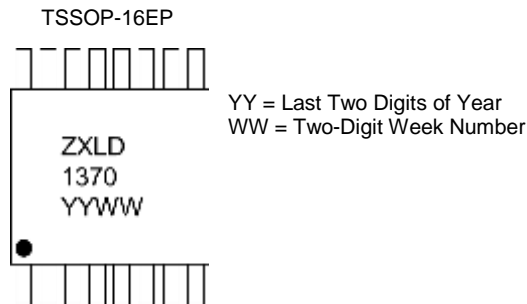 TSSOP-16EP
ZXLD
1370
YYWW
YY = Last Two Digits of Year
WW = Two-Digit Week Number